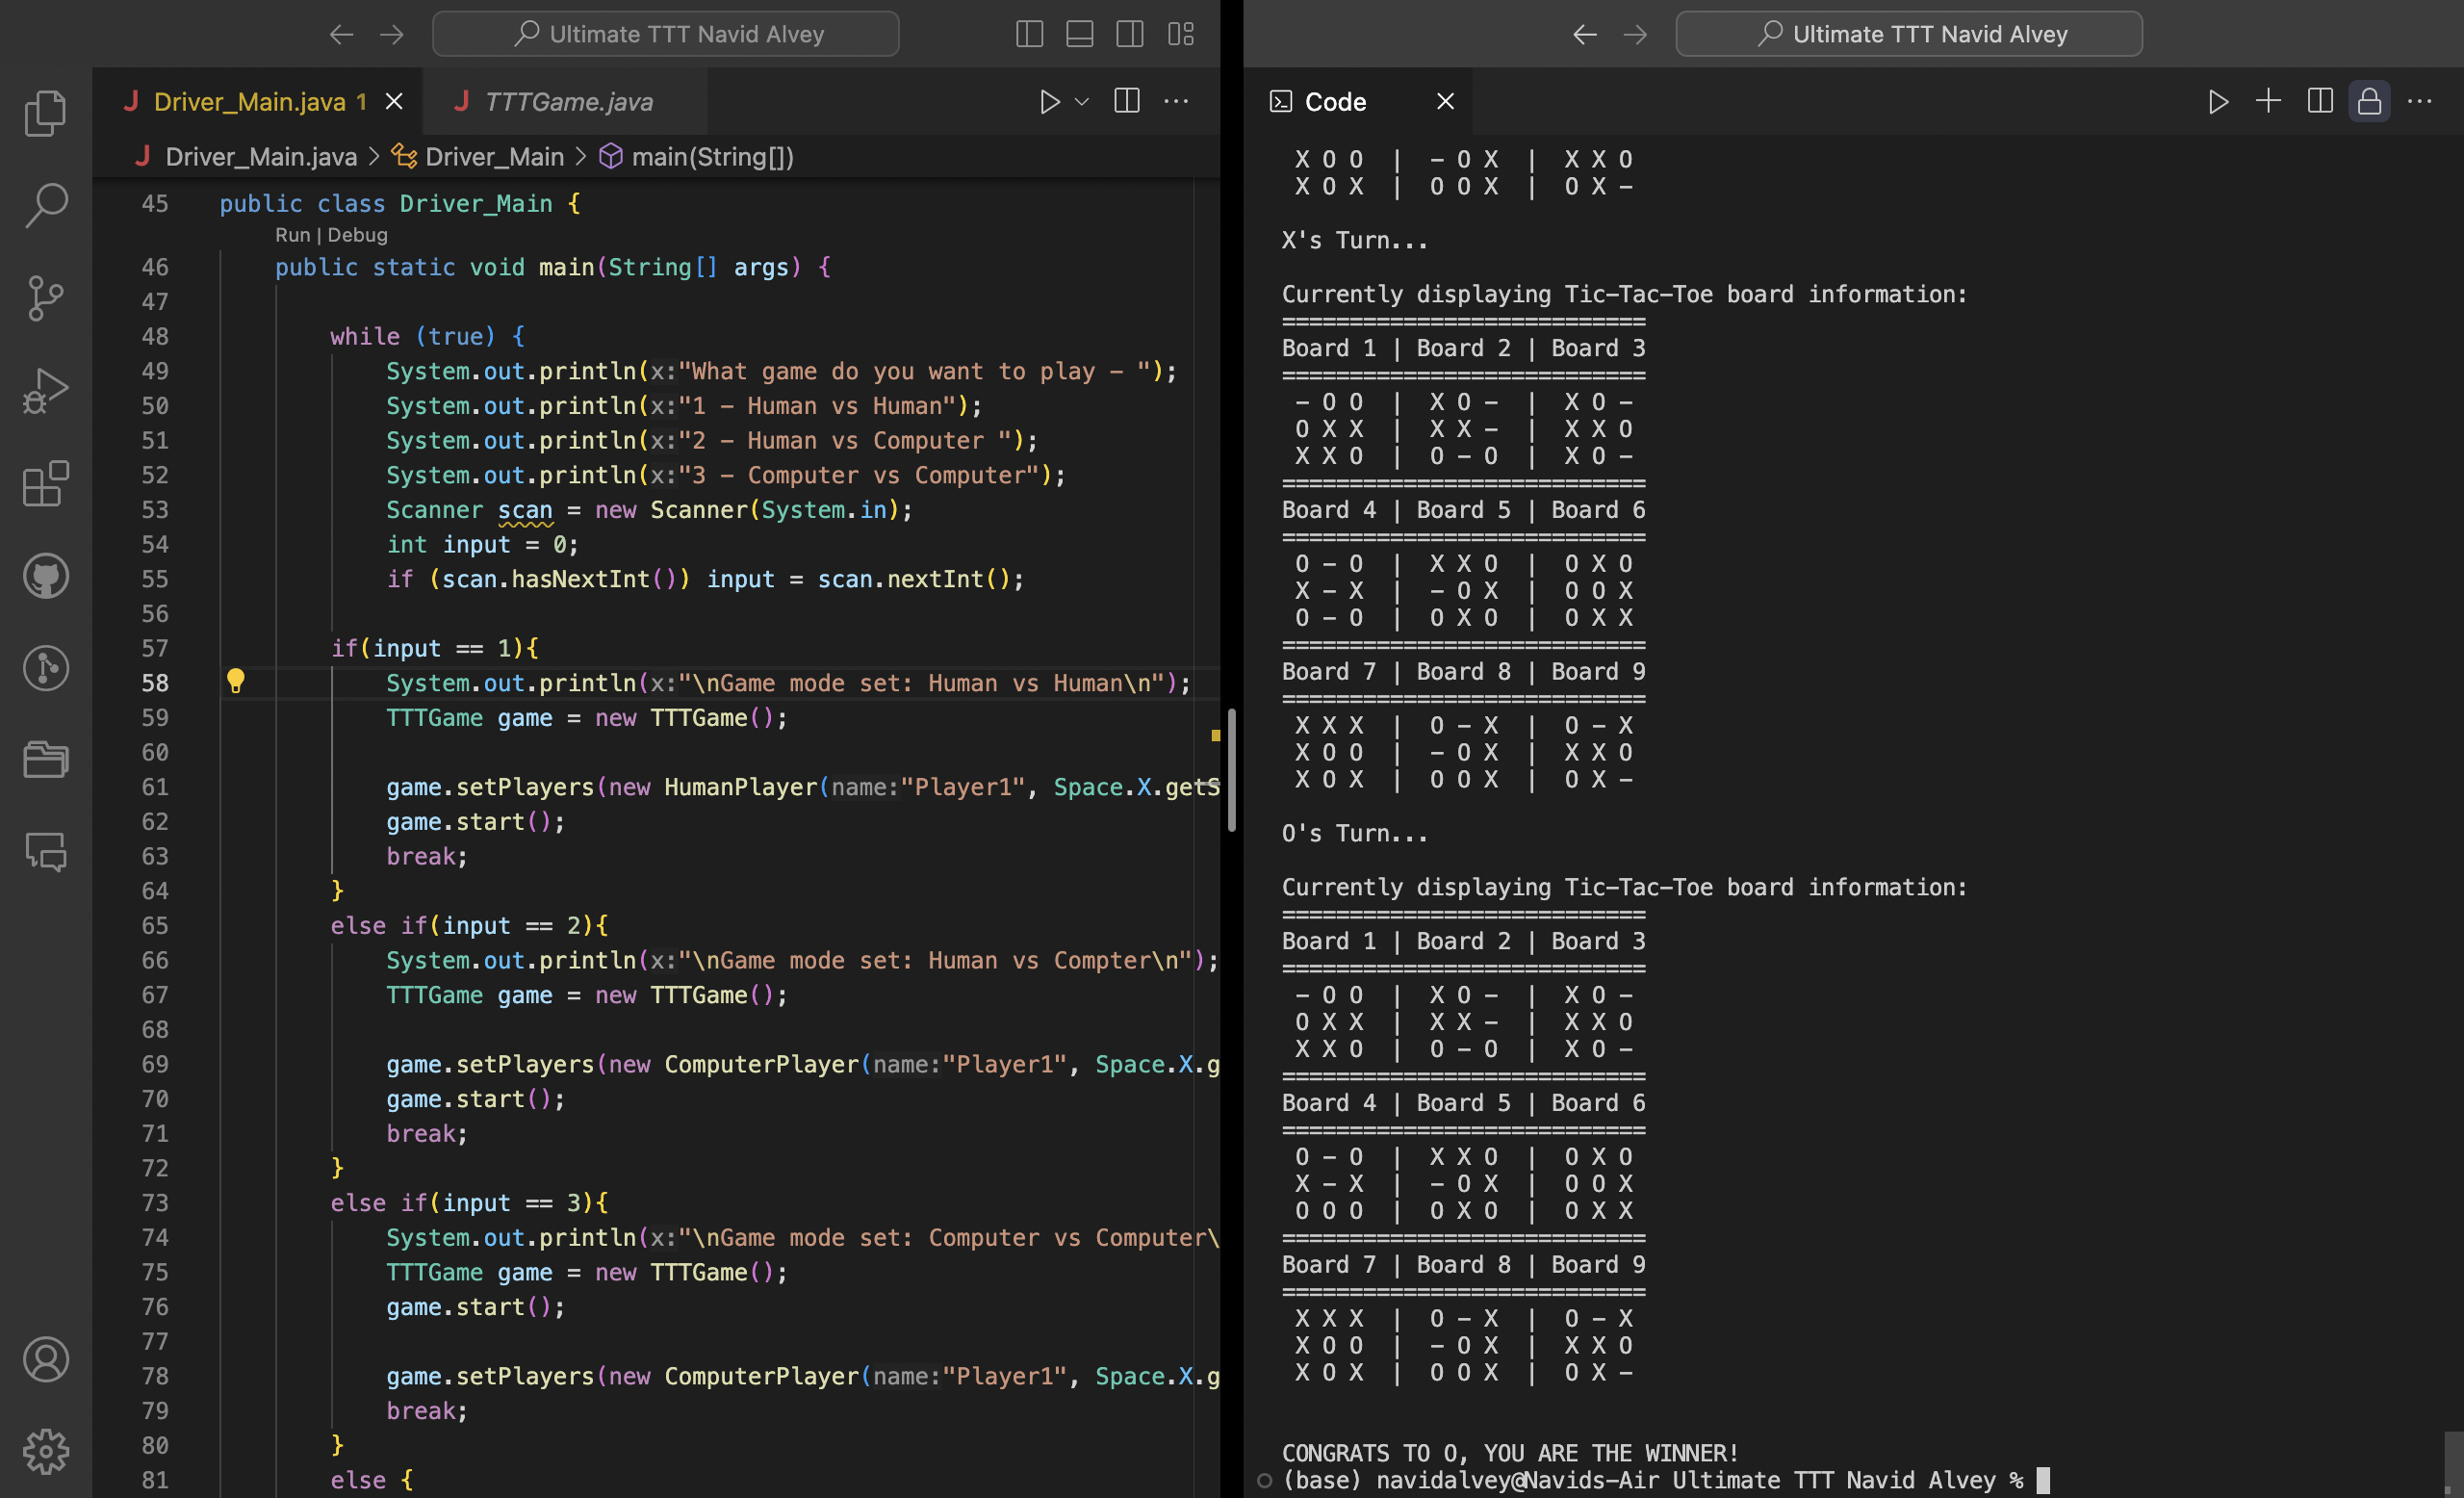 Ultimate TTT Navid Alvey
Driver_Main.java 1
TTTGame.java
Driver_Main.java > Driver_Main > main(String[])
45 public class Driver_Main {
Run | Debug
46 public static void main(String[] args) {
47
48 while (true) {
49 System.out.println(x:"What game do you want to play - ");
50 System.out.println(x:"1 - Human vs Human");
51 System.out.println(x:"2 - Human vs Computer ");
52 System.out.println(x:"3 - Computer vs Computer");
53 Scanner scan = new Scanner(System.in);
54 int input = 0;
55 if (scan.hasNextInt()) input = scan.nextInt();
56
57 if(input == 1){
58 System.out.println(x:"\nGame mode set: Human vs Human\n");
59 TTTGame game = new TTTGame();
60
61 game.setPlayers(new HumanPlayer(name:"Player1", Space.X.getS
62 game.start();
63 break;
64 }
65 else if(input == 2){
66 System.out.println(x:"\nGame mode set: Human vs Compter\n");
67 TTTGame game = new TTTGame();
68
69 game.setPlayers(new ComputerPlayer(name:"Player1", Space.X.g
70 game.start();
71 break;
72 }
73 else if(input == 3){
74 System.out.println(x:"\nGame mode set: Computer vs Computer\
75 TTTGame game = new TTTGame();
76 game.start();
77
78 game.setPlayers(new ComputerPlayer(name:"Player1", Space.X.g
79 break;
80 }
81 else {
Ultimate TTT Navid Alvey
Code
X O O | - O X | X X O
X O X | O O X | O X -
X's Turn...
Currently displaying Tic-Tac-Toe board information:
===========================
Board 1 | Board 2 | Board 3
===========================
- O O | X O - | X O -
O X X | X X - | X X O
X X O | O - O | X O -
===========================
Board 4 | Board 5 | Board 6
===========================
O - O | X X O | O X O
X - X | - O X | O O X
O - O | O X O | O X X
===========================
Board 7 | Board 8 | Board 9
===========================
X X X | O - X | O - X
X O O | - O X | X X O
X O X | O O X | O X -
O's Turn...
Currently displaying Tic-Tac-Toe board information:
===========================
Board 1 | Board 2 | Board 3
===========================
- O O | X O - | X O -
O X X | X X - | X X O
X X O | O - O | X O -
===========================
Board 4 | Board 5 | Board 6
===========================
O - O | X X O | O X O
X - X | - O X | O O X
O O O | O X O | O X X
===========================
Board 7 | Board 8 | Board 9
===========================
X X X | O - X | O - X
X O O | - O X | X X O
X O X | O O X | O X -
CONGRATS TO O, YOU ARE THE WINNER!
(base) navidalvey@Navids-Air Ultimate TTT Navid Alvey %